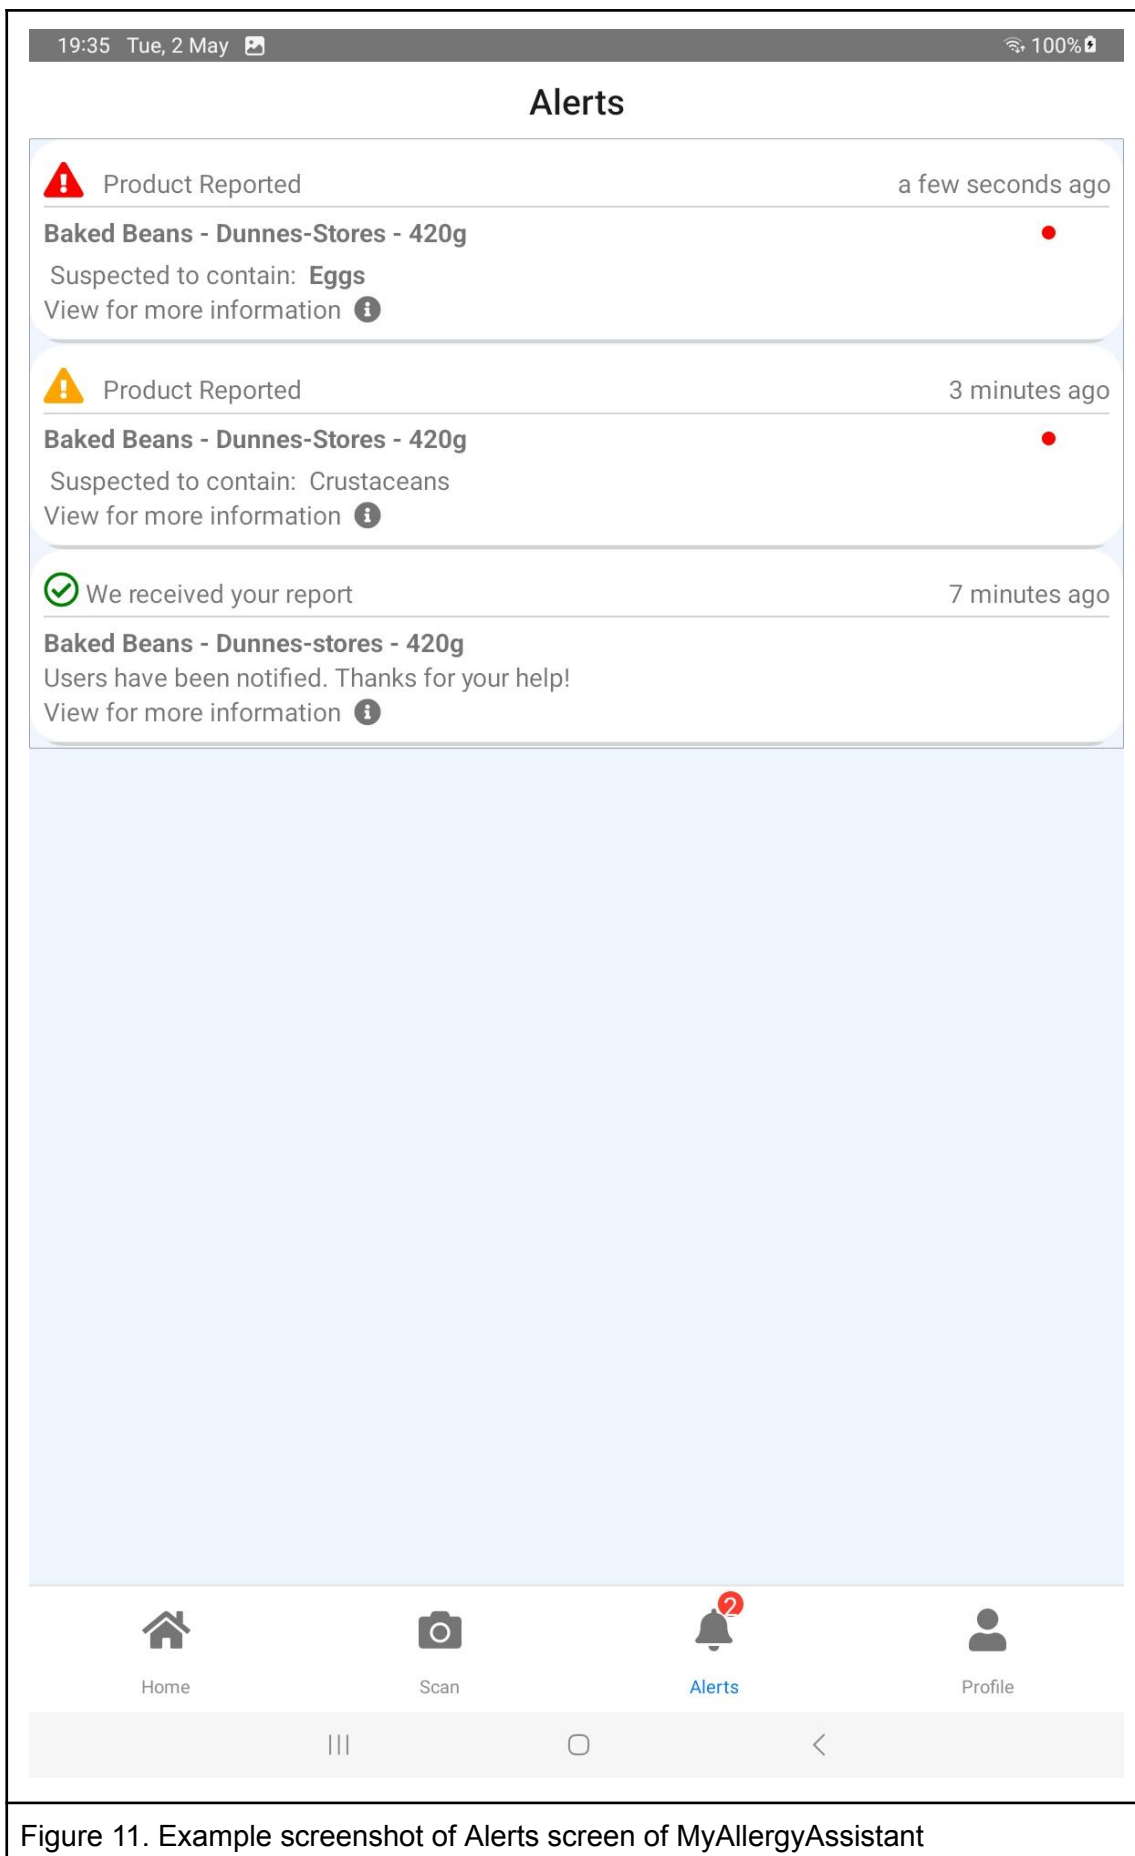 19:35 Tue, 2 May 100%
Alerts
Product Reported a few seconds ago
Baked Beans - Dunnes-Stores - 420g
Suspected to contain: Eggs
View for more information
Product Reported 3 minutes ago
Baked Beans - Dunnes-Stores - 420g
Suspected to contain: Crustaceans
View for more information
We received your report 7 minutes ago
Baked Beans - Dunnes-stores - 420g
Users have been notified. Thanks for your help!
View for more information
2
Home Scan Alerts Profile
Figure 11. Example screenshot of Alerts screen of MyAllergyAssistant